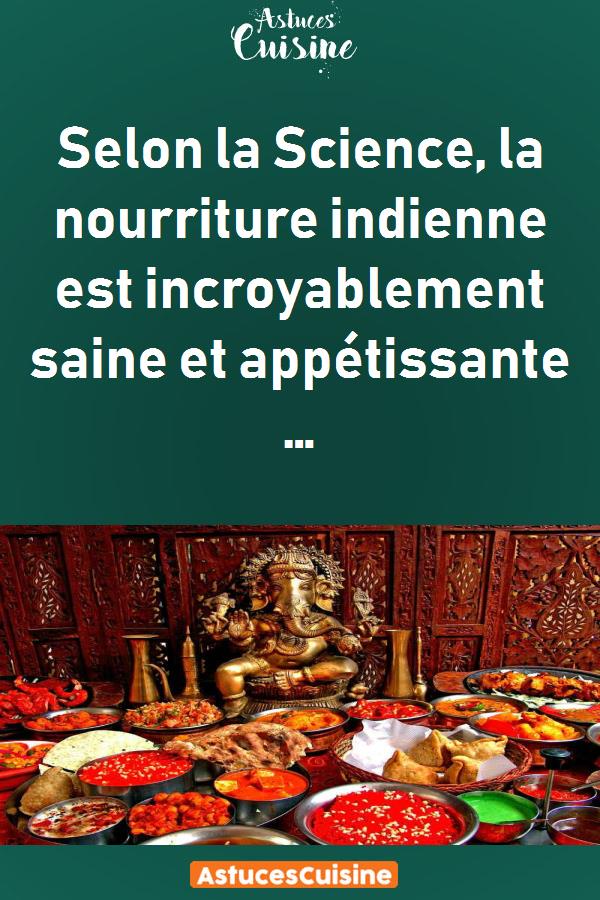 Astuces
Cuisine
Selon la Science, la
nourriture indienne
est incroyablement
saine et appétissante
...
AstucesCuisine